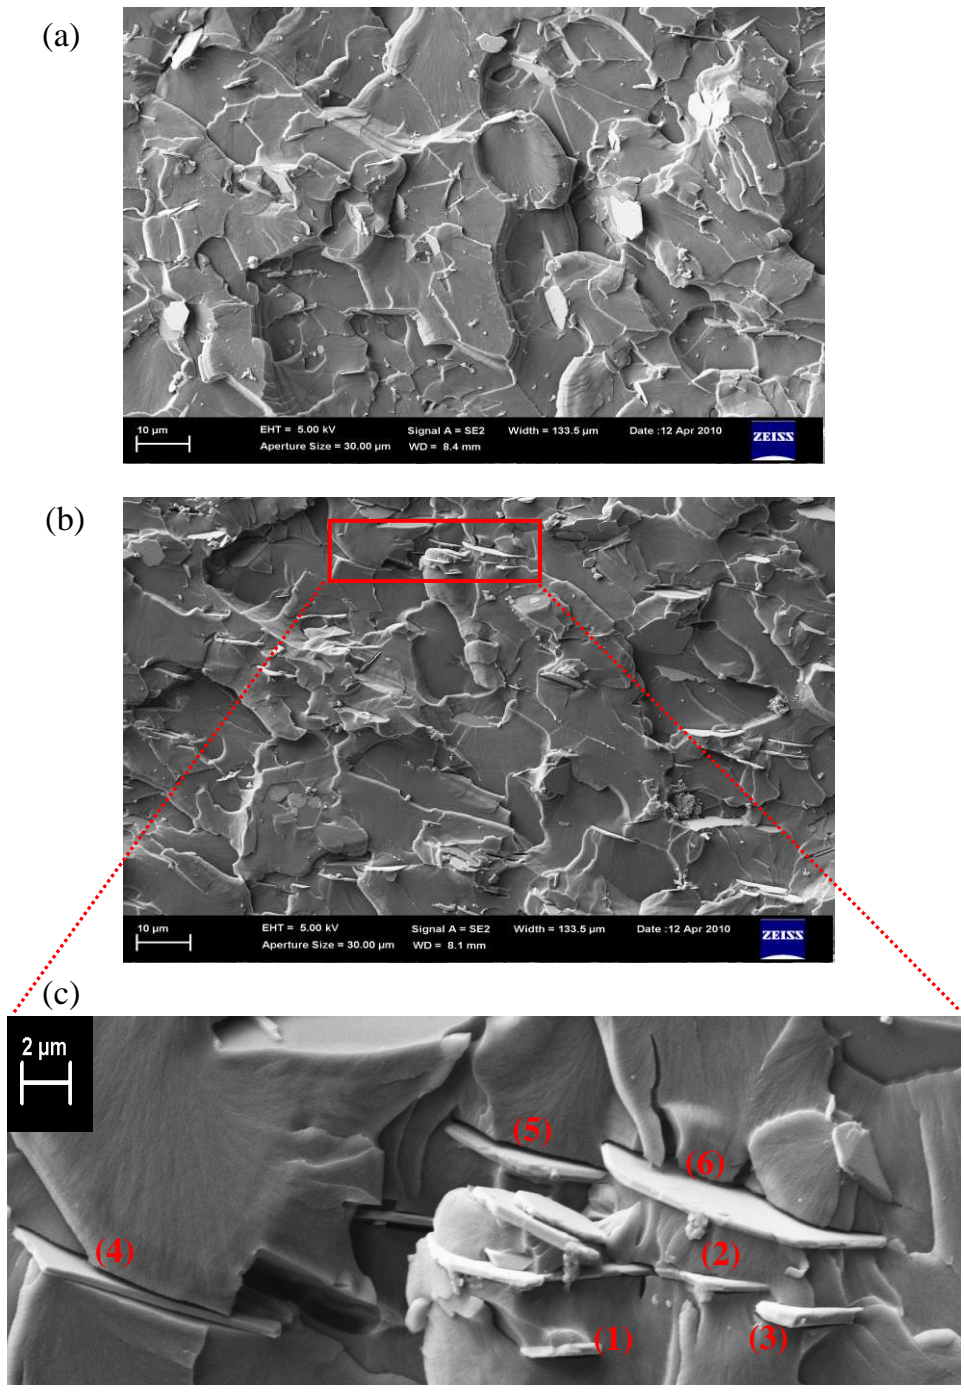 (a)
10 µm
EHT = 5.00 kV
Signal A = SE2
Width = 133.5 µm
Date :12 Apr 2010
Aperture Size = 30.00 µm
WD = 8.4 mm
ZEISS
(b)
10 µm
EHT = 5.00 kV
Signal A = SE2
Width = 133.5 µm
Date :12 Apr 2010
Aperture Size = 30.00 µm
WD = 8.1 mm
ZEISS
(c)
2 µm
(5)
(6)
(4)
(2)
(1)
(3)